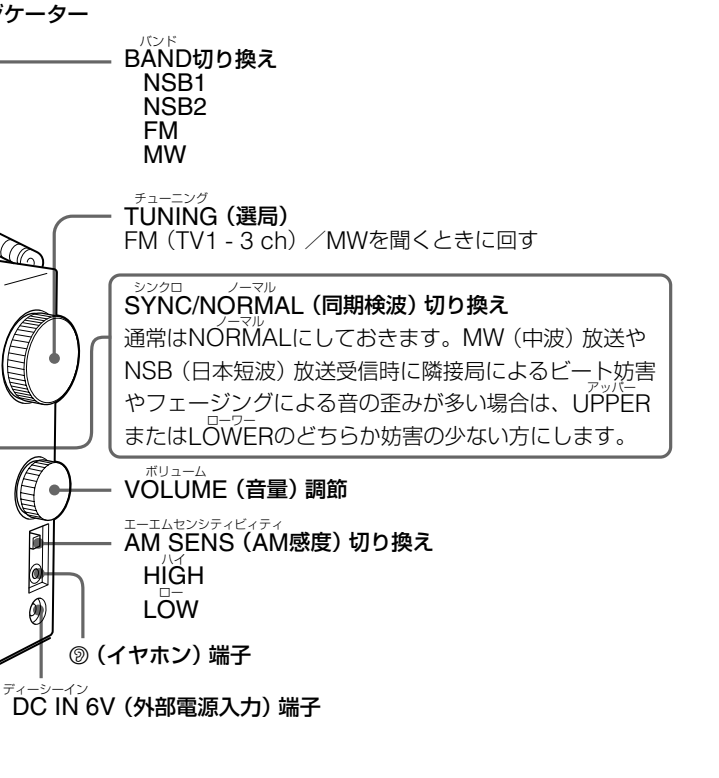 ケーター
バンド
BAND切り換え
NSB1
NSB2
FM
MW
チューニング
TUNING（選局）
FM（TV1 - 3 ch）／MWを聞くときに回す
シンクロ ノーマル
SYNC/NORMAL（同期検波）切り換え
ノーマル
通常はNORMALにしておきます。MW（中波）放送や
NSB（日本短波）放送受信時に隣接局によるビート妨害
アッパー
やフェージングによる音の歪みが多い場合は、UPPER
ローワー
またはLOWERのどちらか妨害の少ない方にします。
ボリューム
VOLUME（音量）調節
エーエムセンシティビィティ
AM SENS（AM感度）切り換え
ハイ
HIGH
ロー
LOW
（イヤホン）端子
ディーシーイン
DC IN 6V（外部電源入力）端子